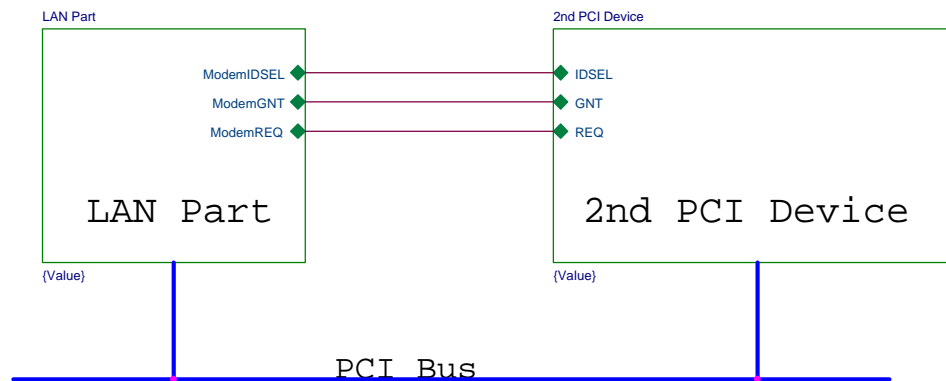 LAN Part
2nd PCI Device
ModemIDSEL
IDSEL
ModemGNT
GNT
ModemREQ
REQ
LAN Part
2nd PCI Device
{Value}
{Value}
PCI Bus